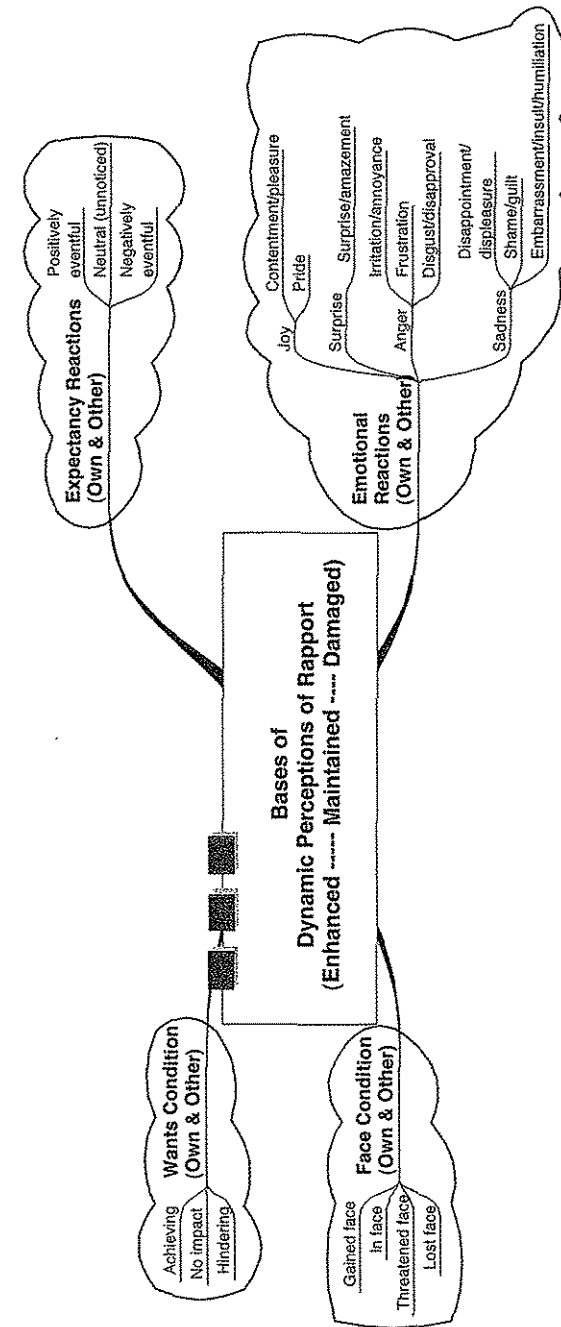 Wants Condition
(Own & Other)
Achieving
No impact
Hindering
Expectancy Reactions
(Own & Other)
Positively
eventful
Neutral (unnoticed)
Negatively
eventful
Bases of
Dynamic Perceptions of Rapport
(Enhanced ----- Maintained ---- Damaged)
Face Condition
(Own & Other)
Gained face
In face
Threatened face
Lost face
Emotional
Reactions
(Own & Other)
Joy
Contentment/pleasure
Pride
Surprise
Surprise/amazement
Anger
Irritation/annoyance
Frustration
Disgust/disapproval
Sadness
Disappointment/
displeasure
Shame/guilt
Embarrassment/insult/humiliation